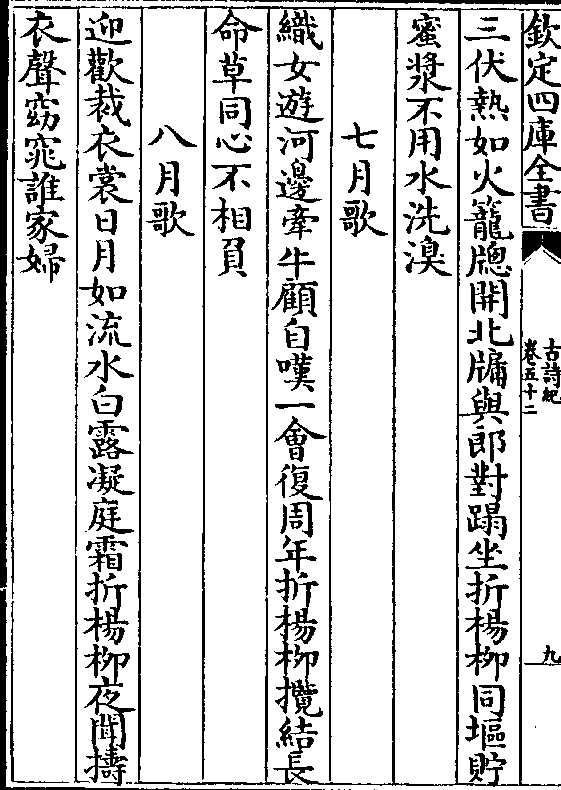 欽定四庫全書
古詩紀
卷五十二
九
三伏熱如火籠牎開北牖與郎對蹋坐折楊柳同塸貯
蜜漿不用水洗溴
七月歌
織女遊河邊牽牛顧自嘆一會復周年折楊柳攬結長
命草同心不相負
八月歌
迎歡裁衣裳日月如流水白露凝庭霜折楊柳夜聞擣
衣聲窈窕誰家婦